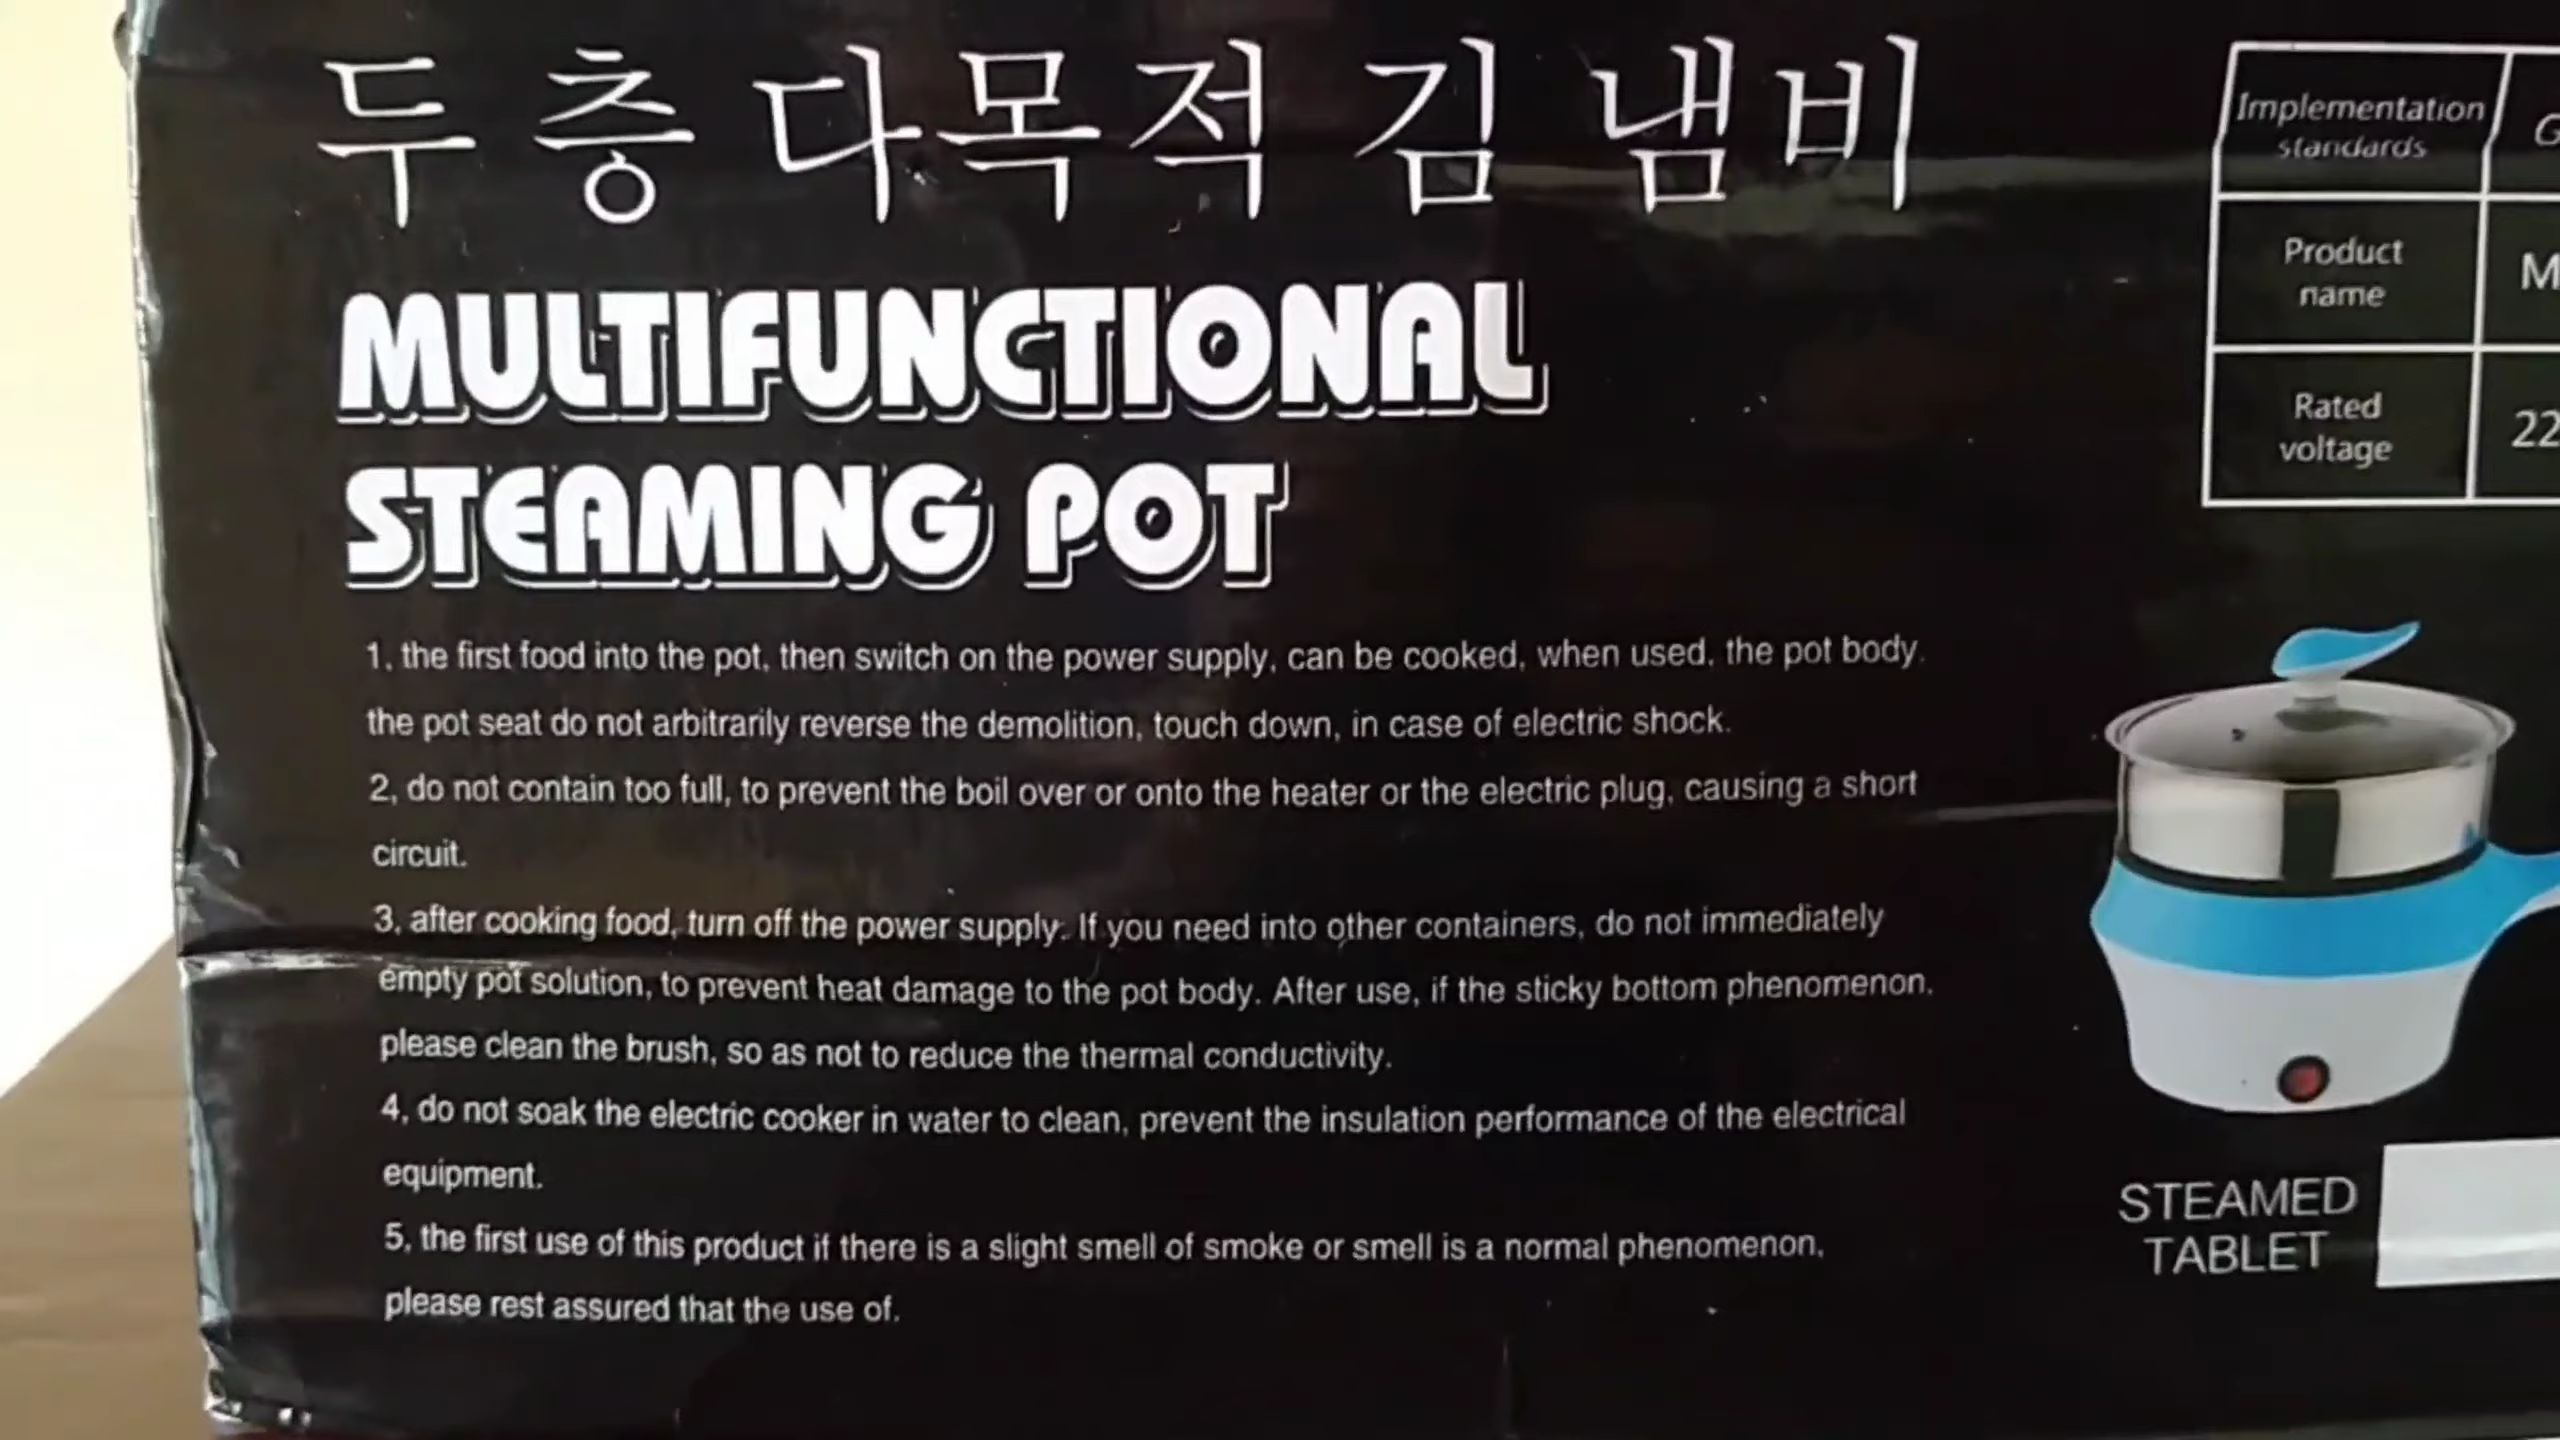 두 층 다목적 김 냄비
MULTIFUNCTIONAL
STEAMING POT
1, the first food into the pot, then switch on the power supply, can be cooked, when used, the pot body,
the pot seat do not arbitrarily reverse the demolition, touch down, in case of electric shock.
2, do not contain too full, to prevent the boil over or onto the heater or the electric plug, causing a short
circuit.
3, after cooking food, turn off the power supply. If you need into other containers, do not immediately
empty pot solution, to prevent heat damage to the pot body. After use, if the sticky bottom phenomenon,
please clean the brush, so as not to reduce the thermal conductivity.
4, do not soak the electric cooker in water to clean, prevent the insulation performance of the electrical
equipment.
5, the first use of this product if there is a slight smell of smoke or smell is a normal phenomenon,
please rest assured that the use of.
Implementation
standards
Product
name
Rated
voltage
STEAMED
TABLET